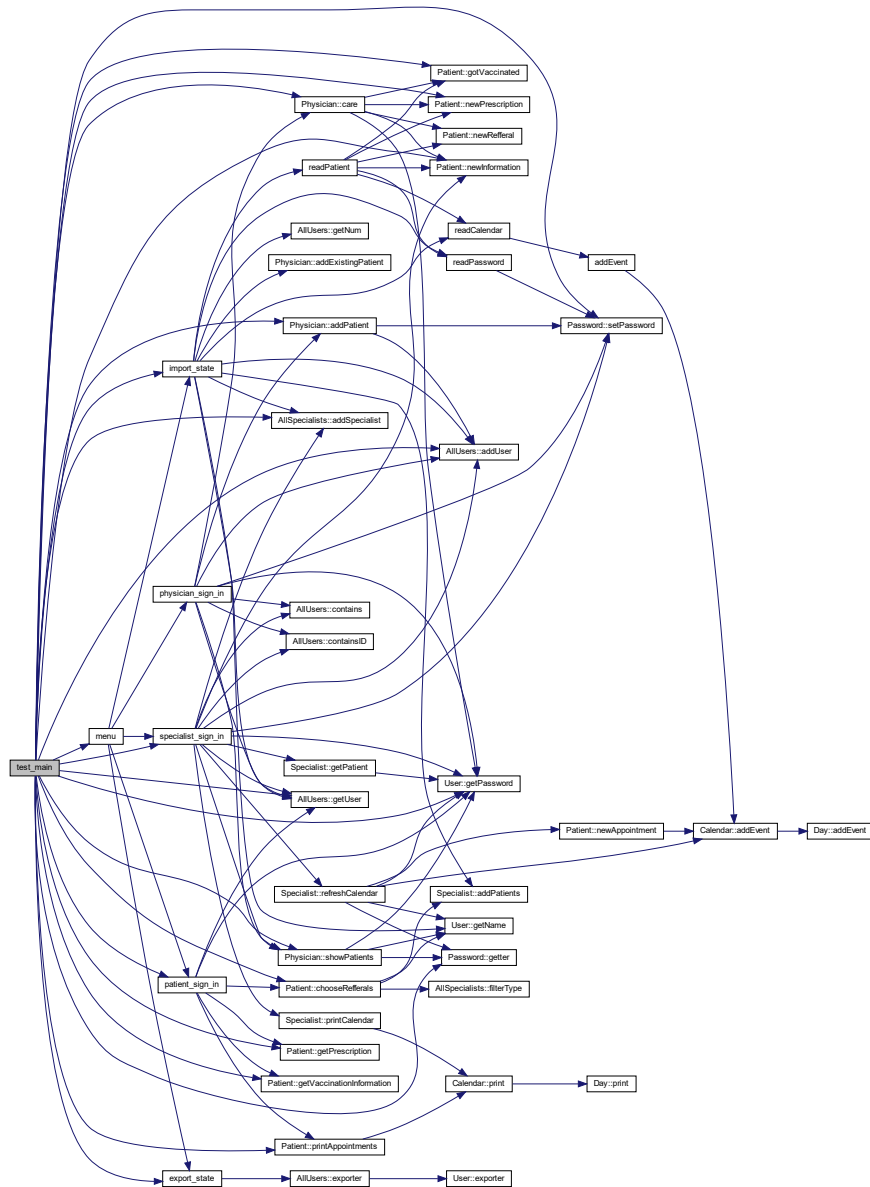 Patient::gotVaccinated
Physician::care
Patient::newPrescription
Patient::newRefferal
readPatient
Patient::newInformation
AllUsers::getNum
readCalendar
Physician::addExistingPatient
readPassword
addEvent
Physician::addPatient
Password::setPassword
import_state
AllSpecialists::addSpecialist
AllUsers::addUser
physician_sign_in
AllUsers::contains
AllUsers::containsID
menu
specialist_sign_in
test_main
Specialist::getPatient
User::getPassword
AllUsers::getUser
Patient::newAppointment
Calendar::addEvent
Day::addEvent
Specialist::refreshCalendar
Specialist::addPatients
User::getName
Physician::showPatients
Password::getter
patient_sign_in
Patient::chooseRefferals
AllSpecialists::filterType
Specialist::printCalendar
Patient::getPrescription
Patient::getVaccinationInformation
Calendar::print
Day::print
Patient::printAppointments
export_state
AllUsers::exporter
User::exporter